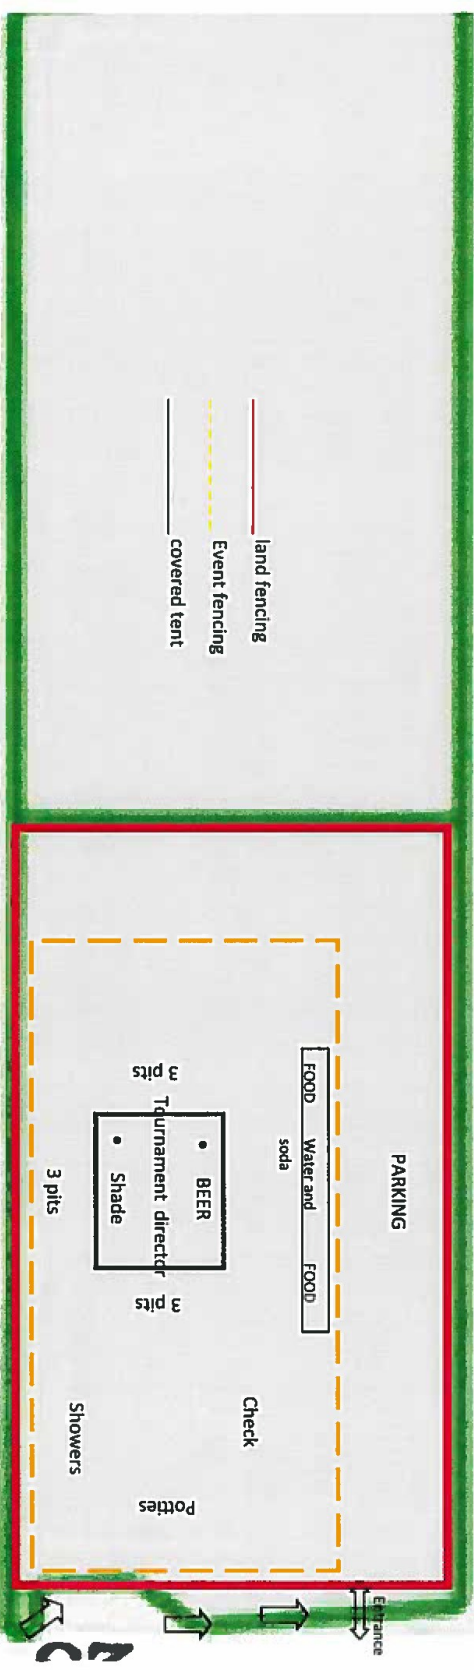 land fencing
Event fencing
covered tent
PARKING
Entrance
FOOD
Water and
soda
FOOD
3 pits
BEER
Tournament director
Shade
3 pits
3 pits
Check
Potties
Showers